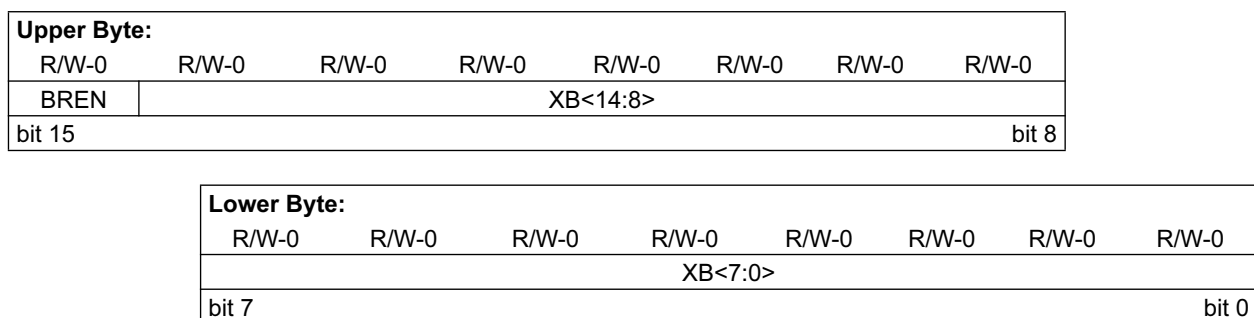 Upper Byte:
R/W-0 R/W-0 R/W-0 R/W-0 R/W-0 R/W-0 R/W-0 R/W-0
BREN XB<14:8>
bit 15 bit 8
Lower Byte:
R/W-0 R/W-0 R/W-0 R/W-0 R/W-0 R/W-0 R/W-0 R/W-0
XB<7:0>
bit 7 bit 0